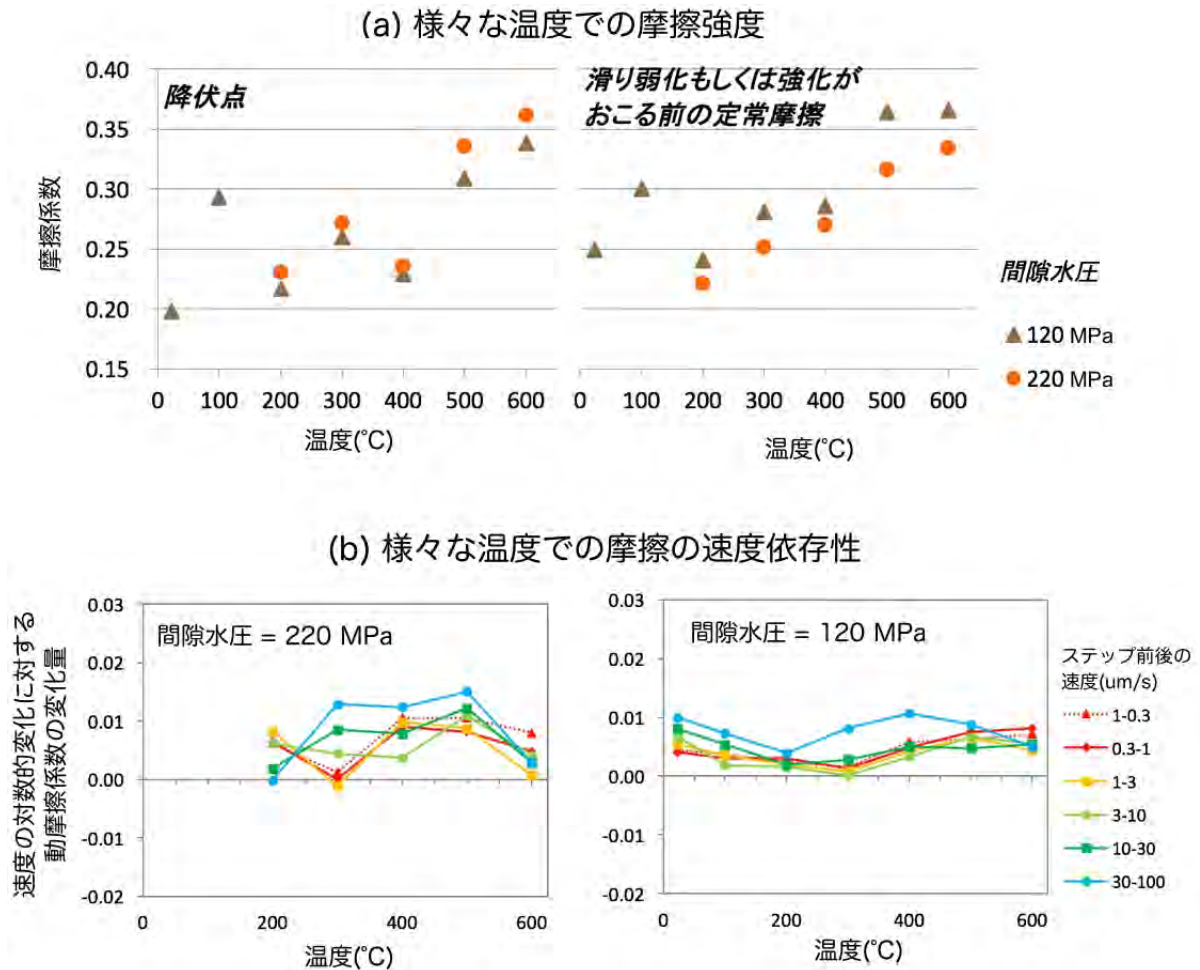 (a) 様々な温度での摩擦強度
摩擦係数
0.40
0.35
0.30
0.25
0.20
0.15
降伏点
0 100 200 300 400 500 600
温度(°C)
滑り弱化もしくは強化が
おこる前の定常摩擦
0 100 200 300 400 500 600
温度(°C)
間隙水圧
120 MPa
220 MPa
(b) 様々な温度での摩擦の速度依存性
速度の対数的変化に対する
動摩擦係数の変化量
0.03
0.02
0.01
0.00
-0.01
-0.02
間隙水圧 = 220 MPa
0 200 400 600
温度(°C)
0.03
0.02
0.01
0.00
-0.01
-0.02
間隙水圧 = 120 MPa
0 200 400 600
温度(°C)
ステップ前後の
速度(um/s)
1-0.3
0.3-1
1-3
3-10
10-30
30-100